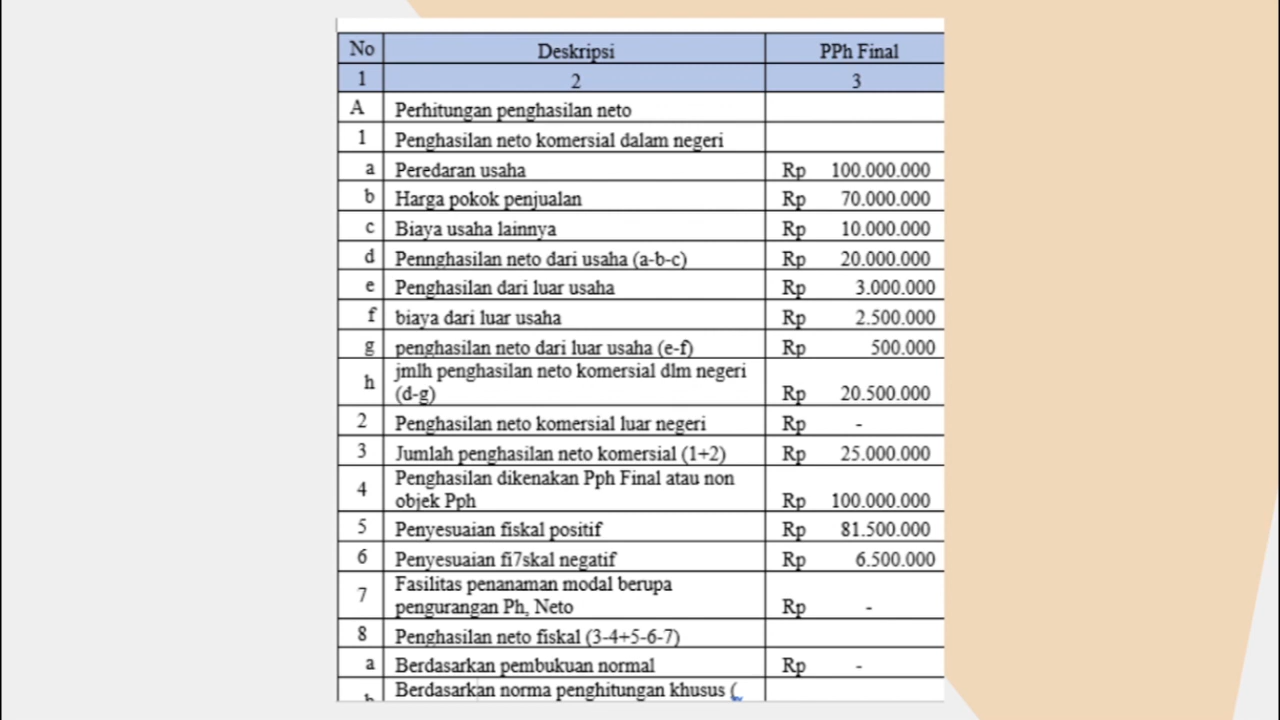 No Deskripsi PPh Final
1 2 3
A Perhitungan penghasilan neto
1 Penghasilan neto komersial dalam negeri
a Peredaran usaha Rp 100.000.000
b Harga pokok penjualan Rp 70.000.000
c Biaya usaha lainnya Rp 10.000.000
d Pennghasilan neto dari usaha (a-b-c) Rp 20.000.000
e Penghasilan dari luar usaha Rp 3.000.000
f biaya dari luar usaha Rp 2.500.000
g penghasilan neto dari luar usaha (e-f) Rp 500.000
h jmlh penghasilan neto komersial dlm negeri
(d-g) Rp 20.500.000
2 Penghasilan neto komersial luar negeri Rp -
3 Jumlah penghasilan neto komersial (1+2) Rp 25.000.000
4 Penghasilan dikenakan Pph Final atau non
objek Pph Rp 100.000.000
5 Penyesuaian fiskal positif Rp 81.500.000
6 Penyesuaian fi7skal negatif Rp 6.500.000
7 Fasilitas penanaman modal berupa
pengurangan Ph, Neto Rp -
8 Penghasilan neto fiskal (3-4+5-6-7)
a Berdasarkan pembukuan normal Rp -
b Berdasarkan norma penghitungan khusus (